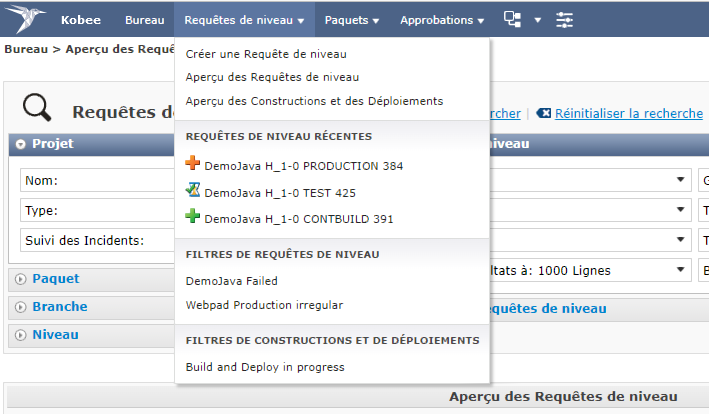 Kobee Bureau Requêtes de niveau Paquets Approbations
Bureau > Aperçu des Requê
Créer une Requête de niveau
Aperçu des Requêtes de niveau
Aperçu des Constructions et des Déploiements
Requêtes d
rcher | Réinitialiser la recherche
REQUÊTES DE NIVEAU RÉCENTES
Projet
iveau
DemoJava H_1-0 PRODUCTION 384
Nom:
G
DemoJava H_1-0 TEST 425
Type:
T
DemoJava H_1-0 CONTBUILD 391
Suivi des Incidents:
T
FILTRES DE REQUÊTES DE NIVEAU
ltats à: 1000 Lignes
B
Paquet
DemoJava Failed
Branche
Webpad Production irregular
equêtes de niveau
Niveau
FILTRES DE CONSTRUCTIONS ET DE DÉPLOIEMENTS
Build and Deploy in progress
Aperçu des Requêtes de niveau